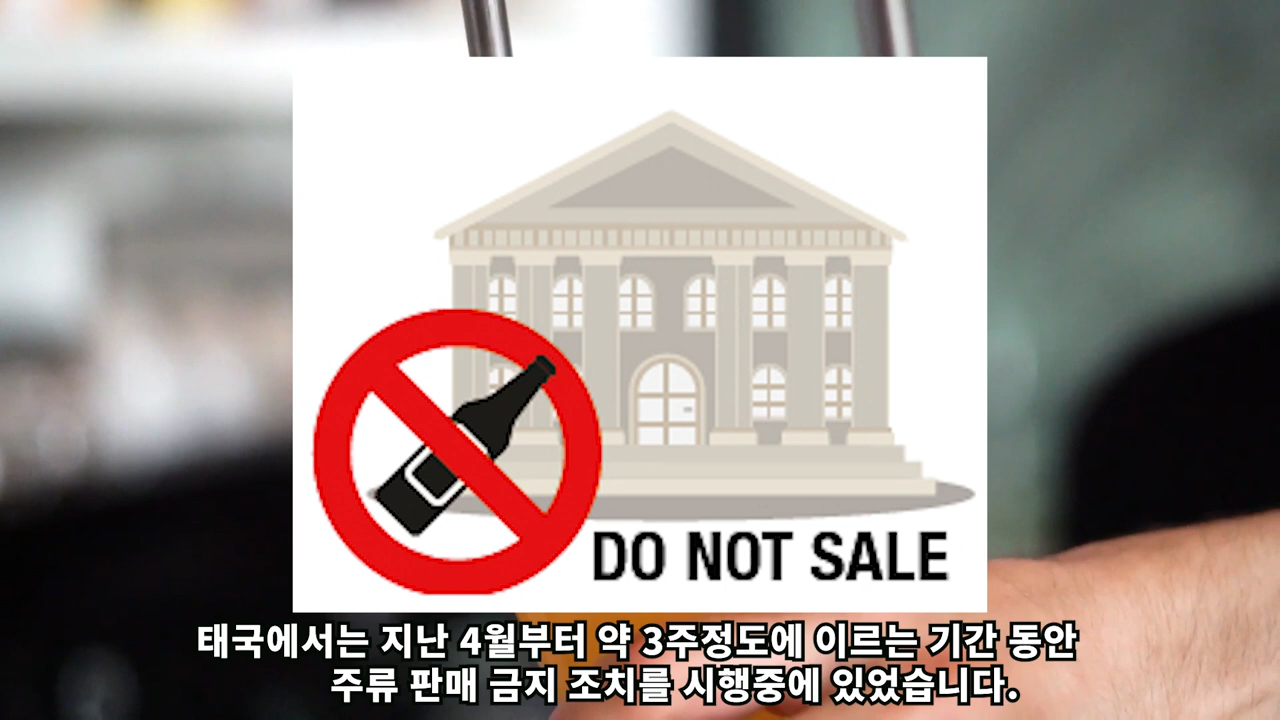 DO NOT SALE
태국에서는 지난 4월부터 약 3주정도에 이르는 기간 동안
주류 판매 금지 조치를 시행중에 있었습니다.